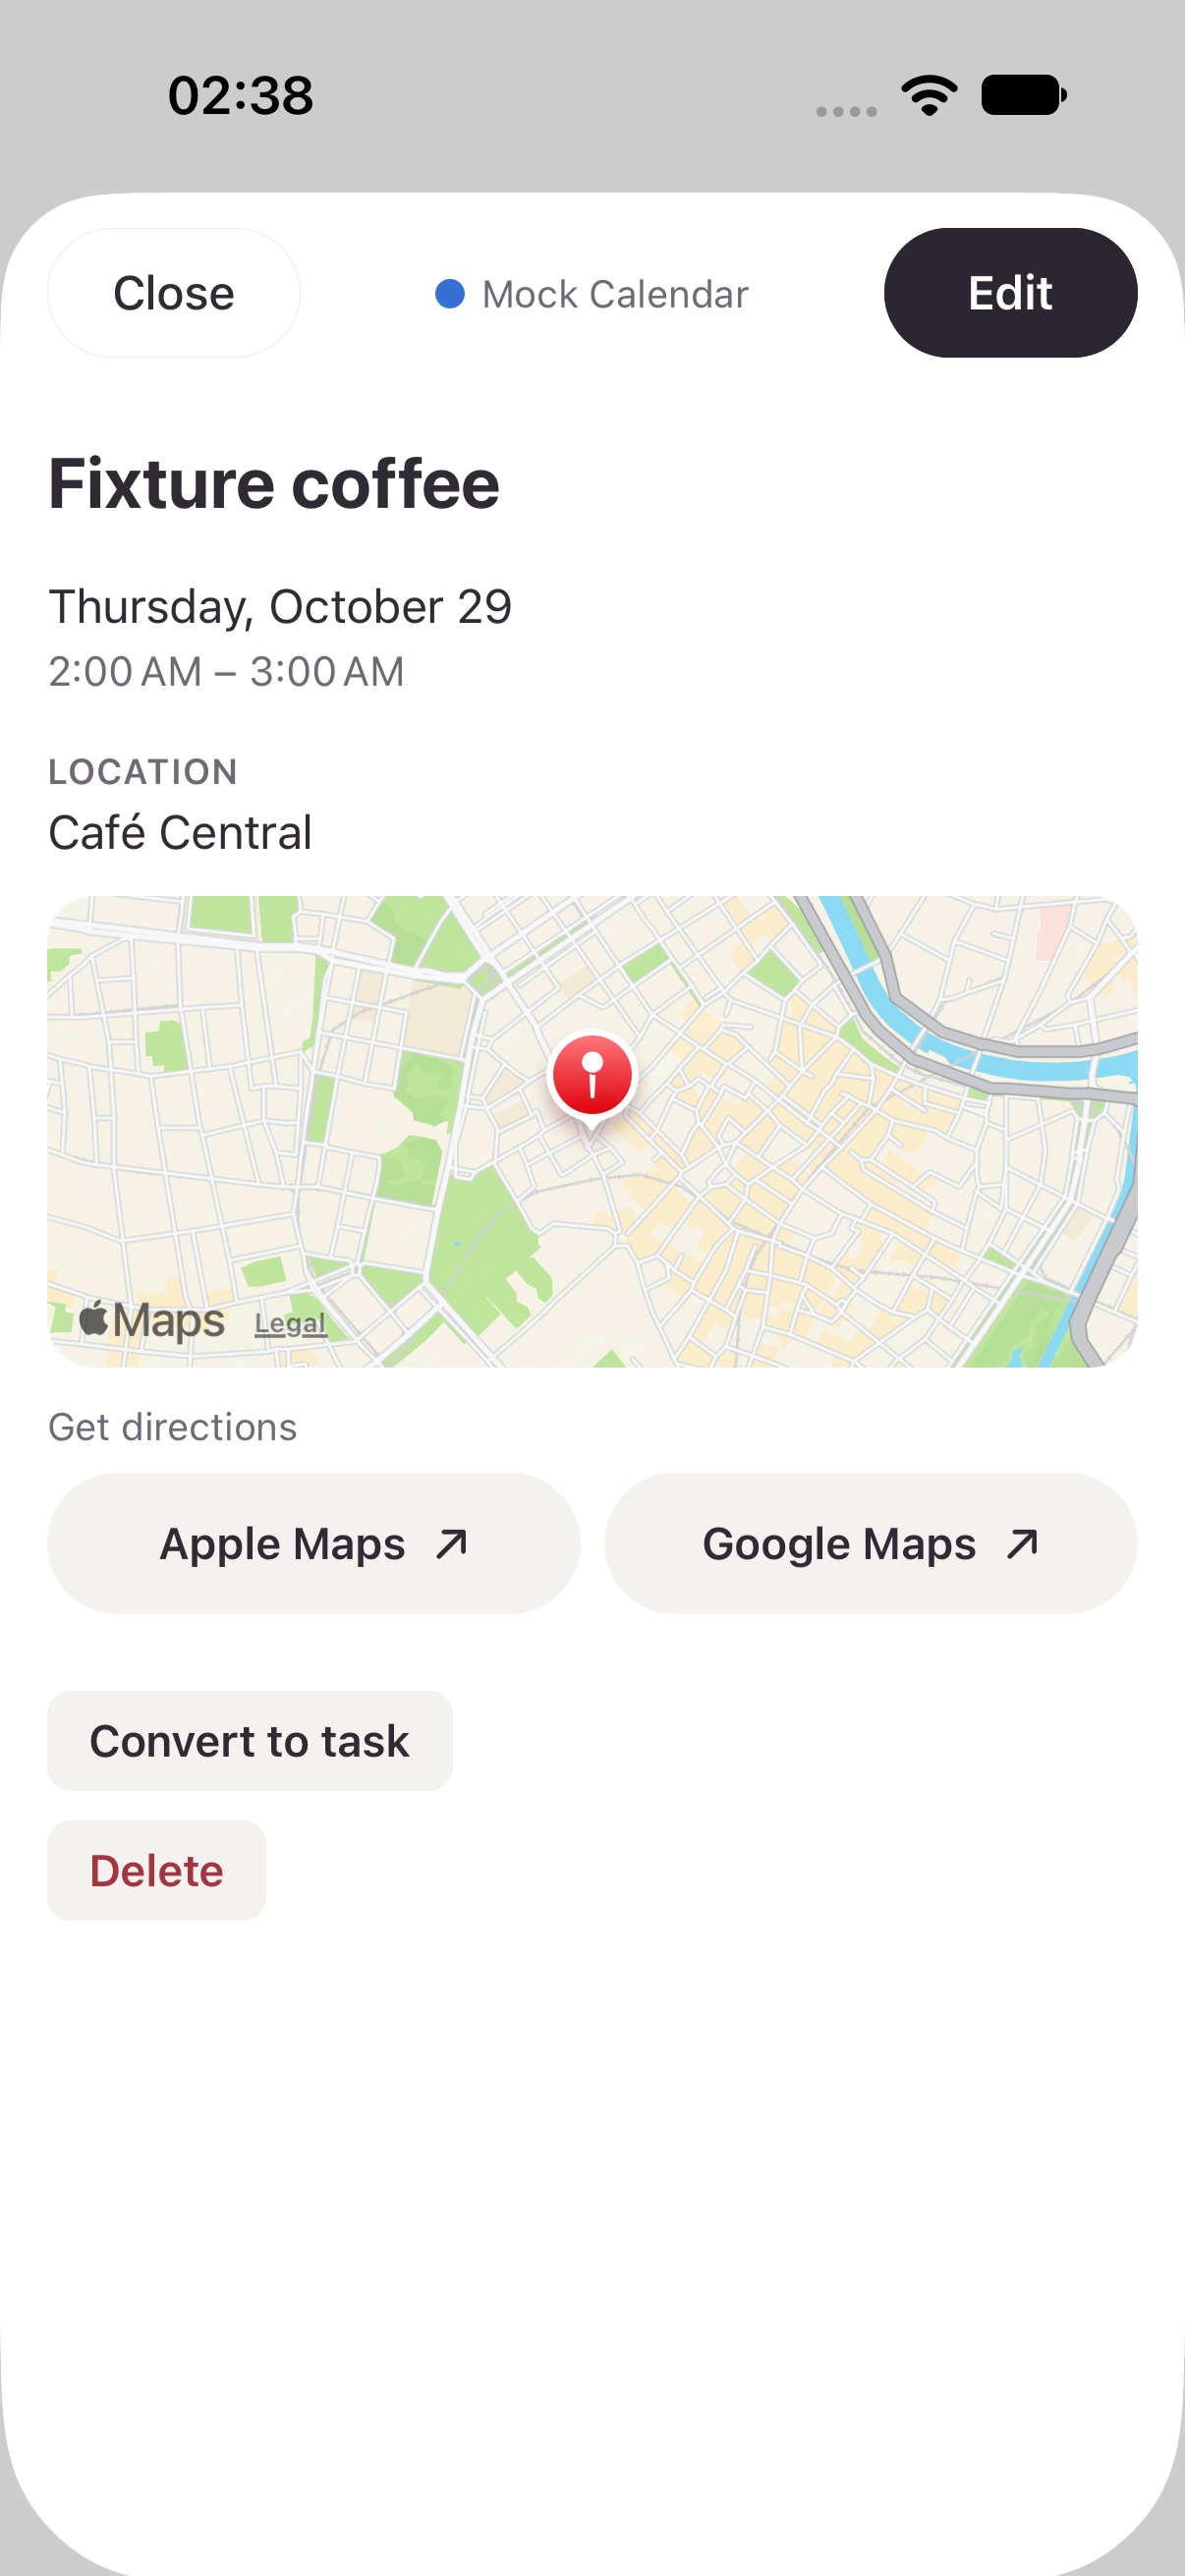 02:38
Close
Mock Calendar
Edit
Fixture coffee
Thursday, October 29
2:00 AM – 3:00 AM
LOCATION
Café Central
Maps Legal
Get directions
Apple Maps
Google Maps
Convert to task
Delete